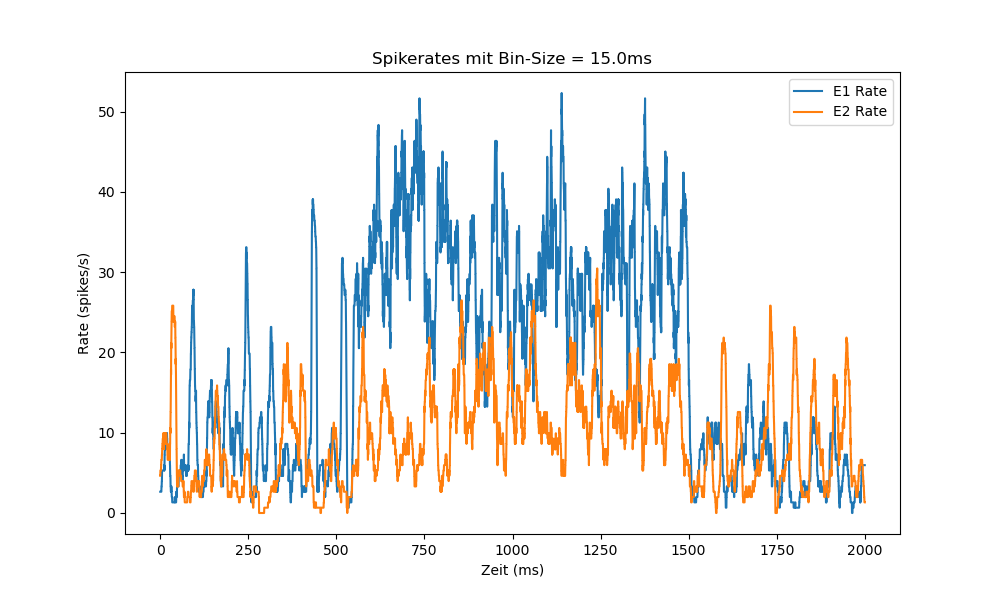 Spikerates mit Bin-Size = 15.0ms
E1 Rate
E2 Rate
Rate (spikes/s)
50
40
30
20
10
0
0 250 500 750 1000 1250 1500 1750 2000
Zeit (ms)